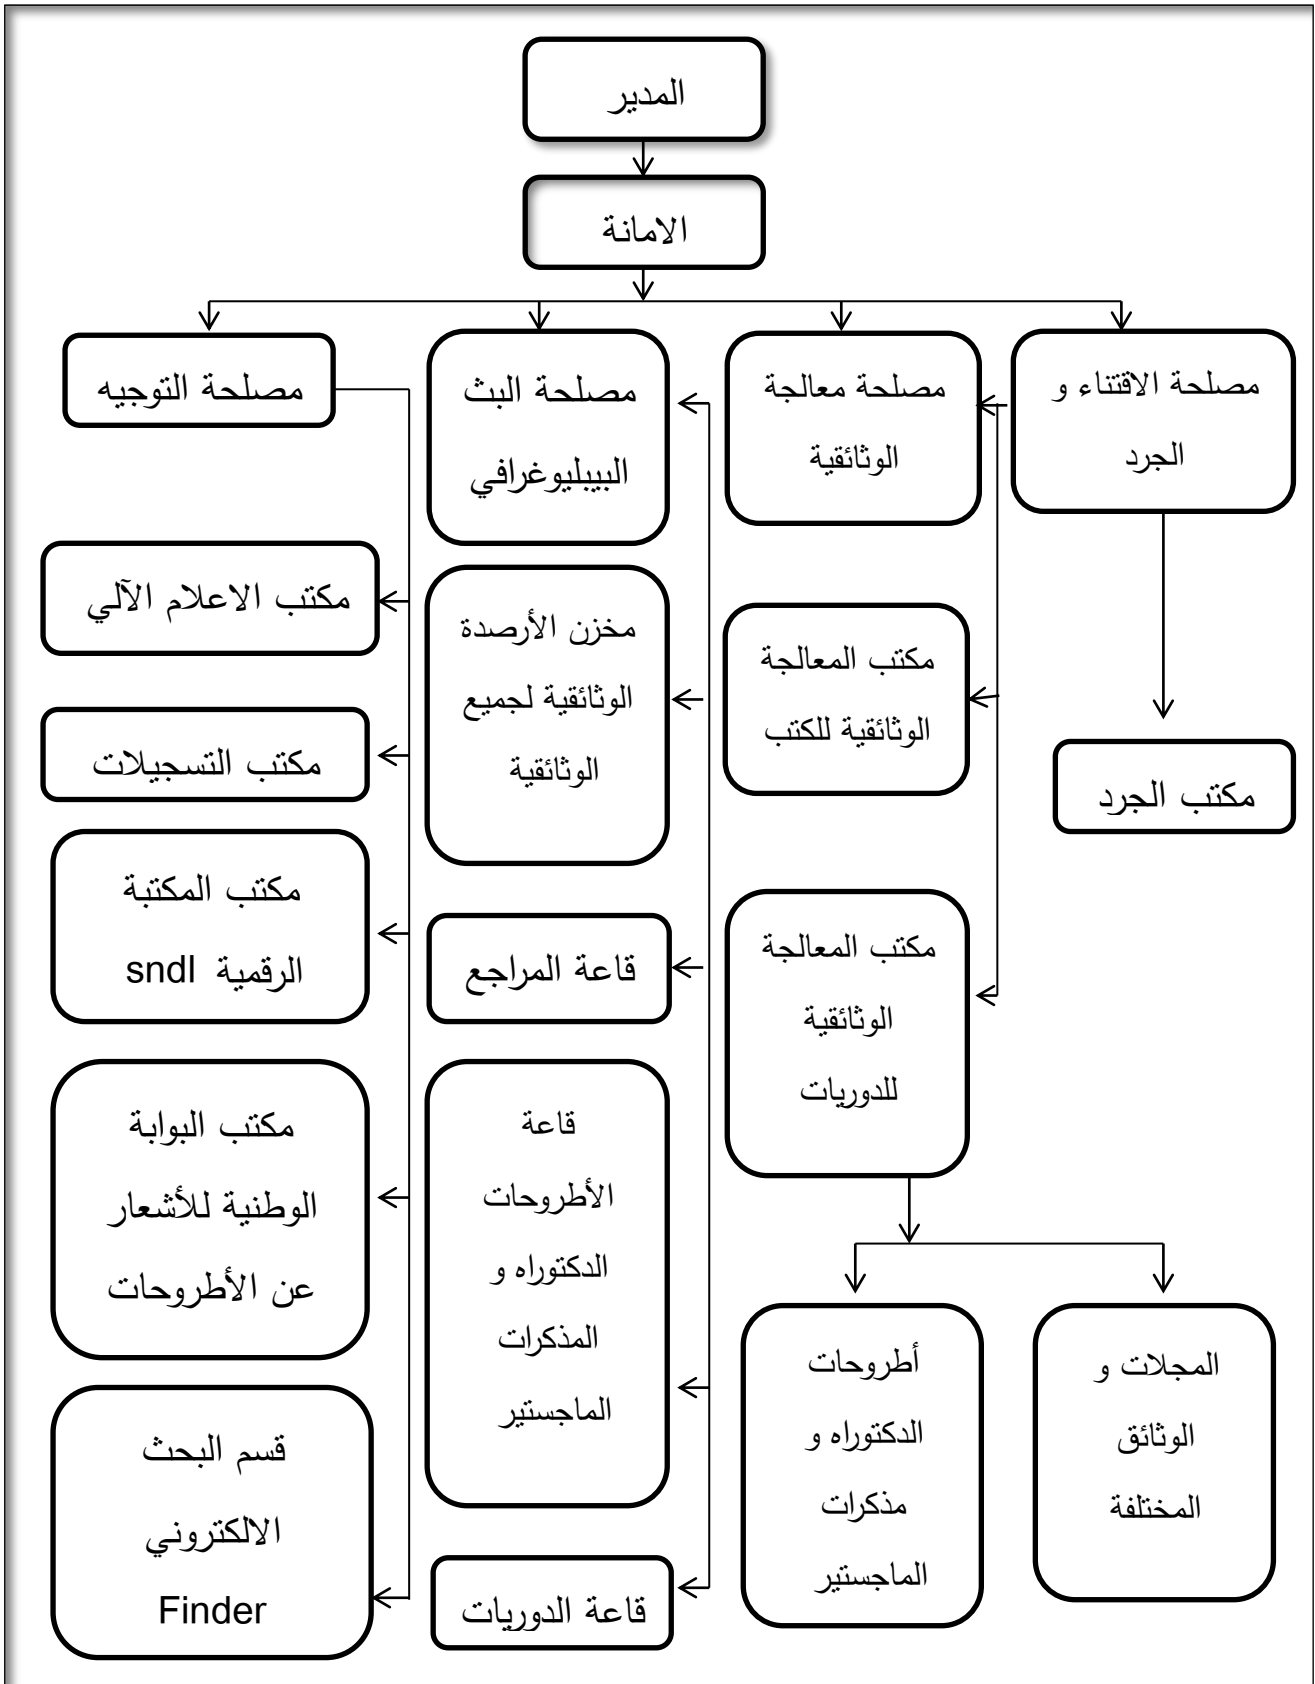 المدير
الامانة
مصلحة الاقتناء و
الجرد
مصلحة معالجة
الوثائقية
مصلحة البث
البيبليوغرافي
مصلحة التوجيه
مكتب الجرد
مكتب المعالجة
الوثائقية للكتب
مكتب المعالجة
الوثائقية
للدوريات
المجلات و
الوثائق
المختلفة
أطروحات
الدكتوراه و
مذكرات
الماجستير
مخزن الأرصدة
الوثائقية لجميع
الوثائقية
قاعة المراجع
قاعة
الأطروحات
الدكتوراه و
المذكرات
الماجستير
قاعة الدوريات
مكتب الاعلام الآلي
مكتب التسجيلات
مكتب المكتبة
الرقمية sndl
مكتب البوابة
الوطنية للأشعار
عن الأطروحات
قسم البحث
الالكتروني
Finder